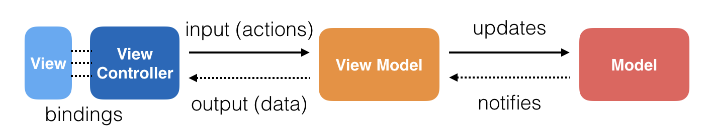 View
View
Controller
bindings
input (actions)
output (data)
View Model
updates
notifies
Model